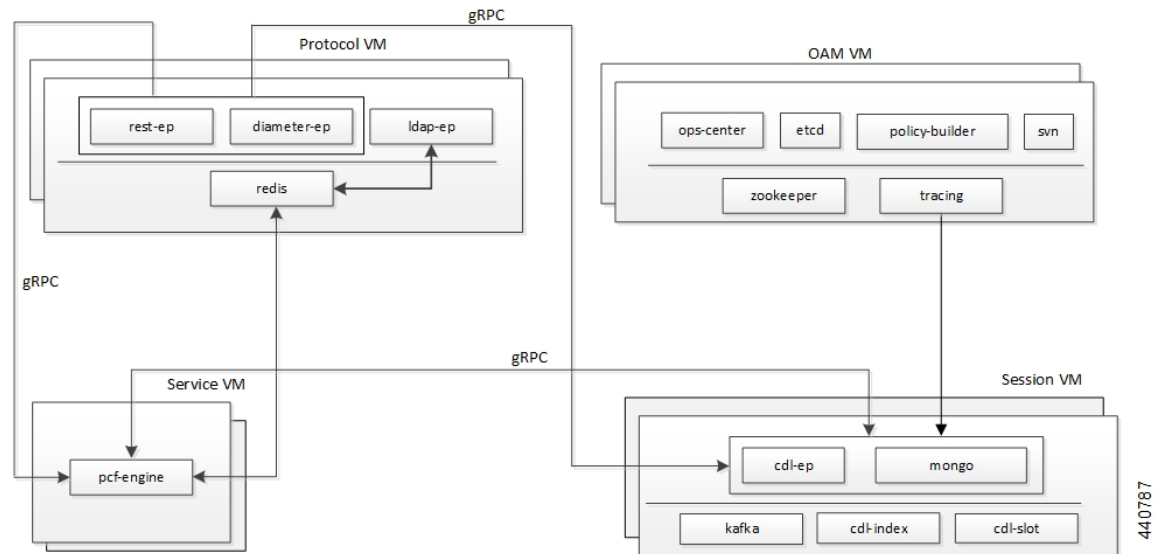 gRPC
Protocol VM
OAM VM
rest-ep
diameter-ep
ldap-ep
redis
ops-center
etcd
policy-builder
svn
zookeeper
tracing
gRPC
gRPC
Service VM
Session VM
pcf-engine
cdl-ep
mongo
kafka
cdl-index
cdl-slot
440787